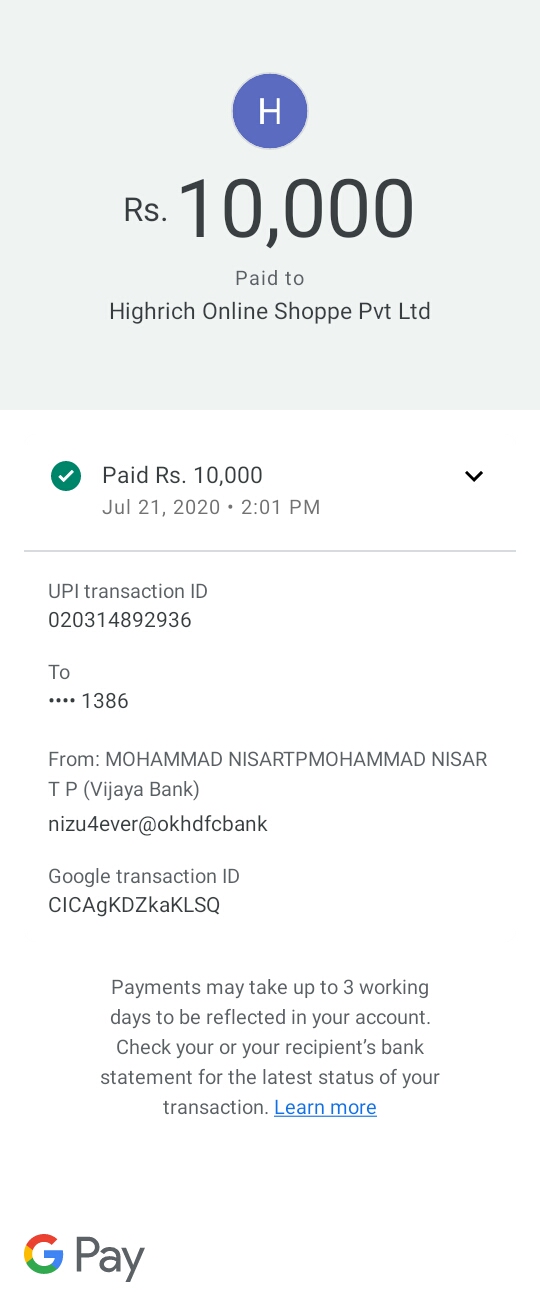 H
Rs. 10,000
Paid to
Highrich Online Shoppe Pvt Ltd
Paid Rs. 10,000
Jul 21, 2020 • 2:01 PM
UPI transaction ID
020314892936
To
•••• 1386
From: MOHAMMAD NISARTPMOHAMMAD NISAR
T P (Vijaya Bank)
nizu4ever@okhdfcbank
Google transaction ID
CICAgKDZkaKLSQ
Payments may take up to 3 working
days to be reflected in your account.
Check your or your recipient’s bank
statement for the latest status of your
transaction. Learn more
G Pay